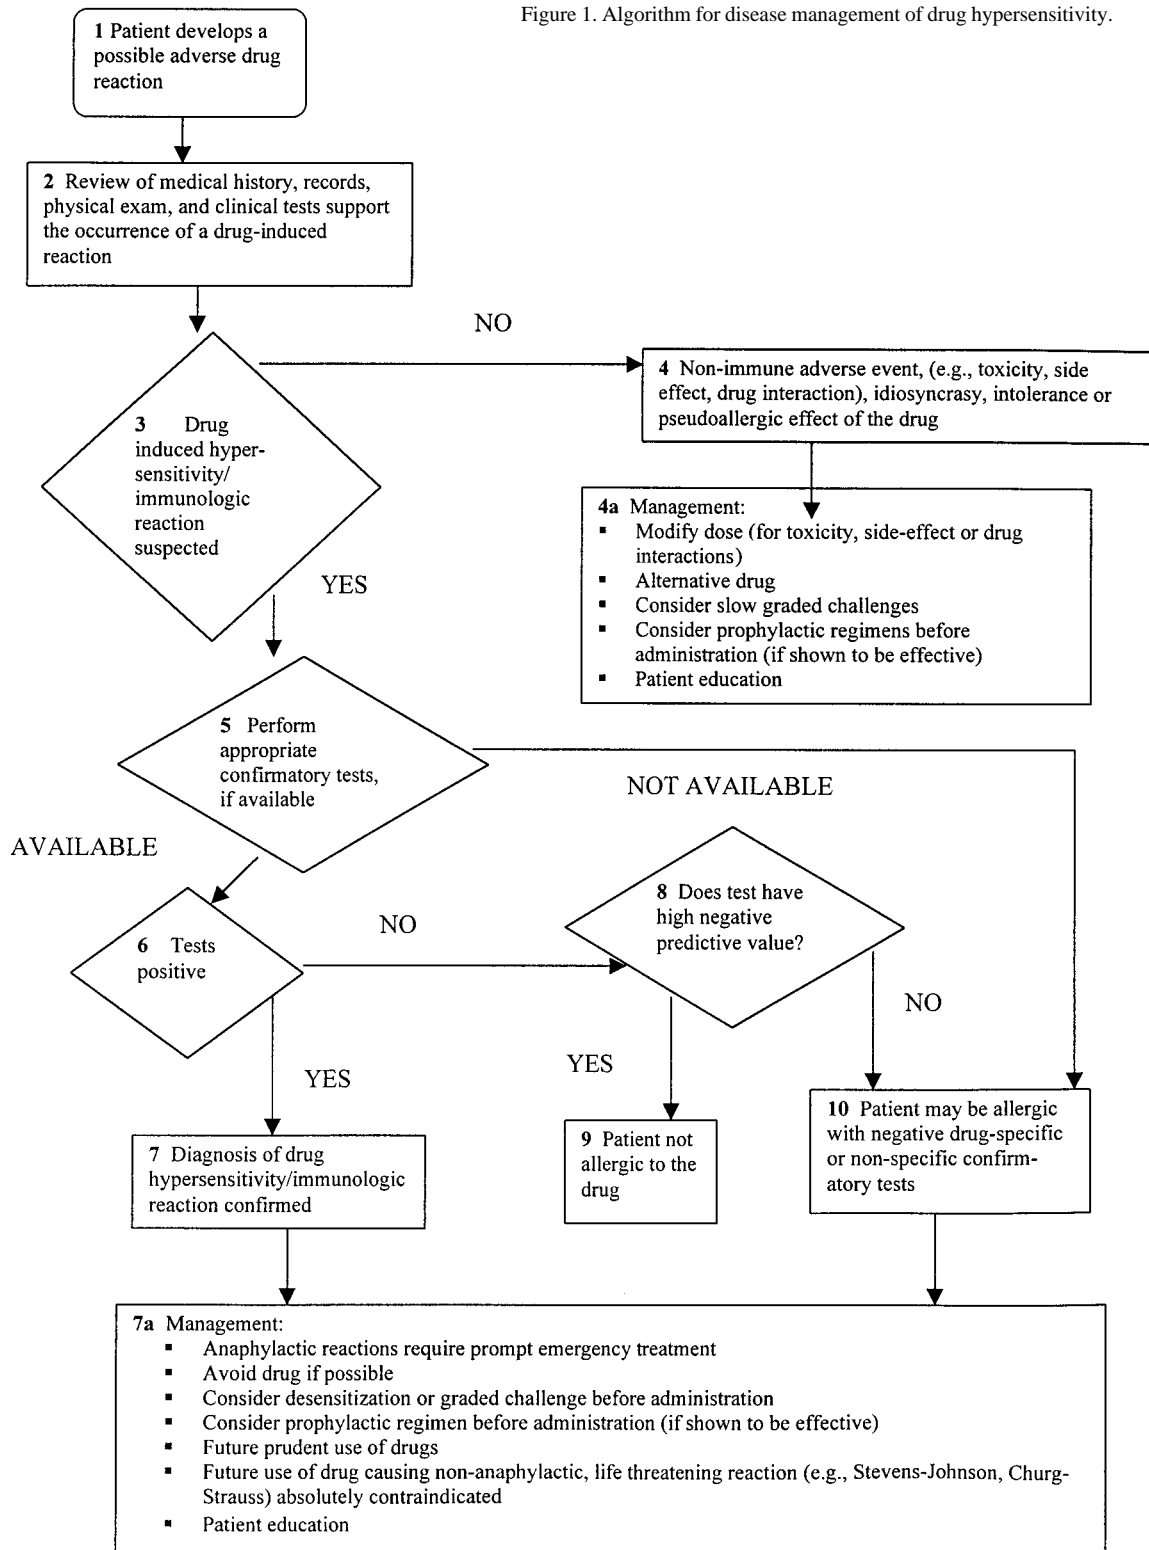 Figure 1. Algorithm for disease management of drug hypersensitivity.
1 Patient develops a
possible adverse drug
reaction
2 Review of medical history, records,
physical exam, and clinical tests support
the occurrence of a drug-induced
reaction
NO
3 Drug
induced hyper-
sensitivity/
immunologic
reaction
suspected
4 Non-immune adverse event, (e.g., toxicity, side
effect, drug interaction), idiosyncrasy, intolerance or
pseudoallergic effect of the drug
4a Management:
▪ Modify dose (for toxicity, side-effect or drug
interactions)
▪ Alternative drug
▪ Consider slow graded challenges
▪ Consider prophylactic regimens before
administration (if shown to be effective)
▪ Patient education
YES
5 Perform
appropriate
confirmatory tests,
if available
NOT AVAILABLE
AVAILABLE
6 Tests
positive
NO
8 Does test have
high negative
predictive value?
YES
YES
NO
7 Diagnosis of drug
hypersensitivity/immunologic
reaction confirmed
9 Patient not
allergic to the
drug
10 Patient may be allergic
with negative drug-specific
or non-specific confirm-
atory tests
7a Management:
▪ Anaphylactic reactions require prompt emergency treatment
▪ Avoid drug if possible
▪ Consider desensitization or graded challenge before administration
▪ Consider prophylactic regimen before administration (if shown to be effective)
▪ Future prudent use of drugs
▪ Future use of drug causing non-anaphylactic, life threatening reaction (e.g., Stevens-Johnson, Churg-
Strauss) absolutely contraindicated
▪ Patient education